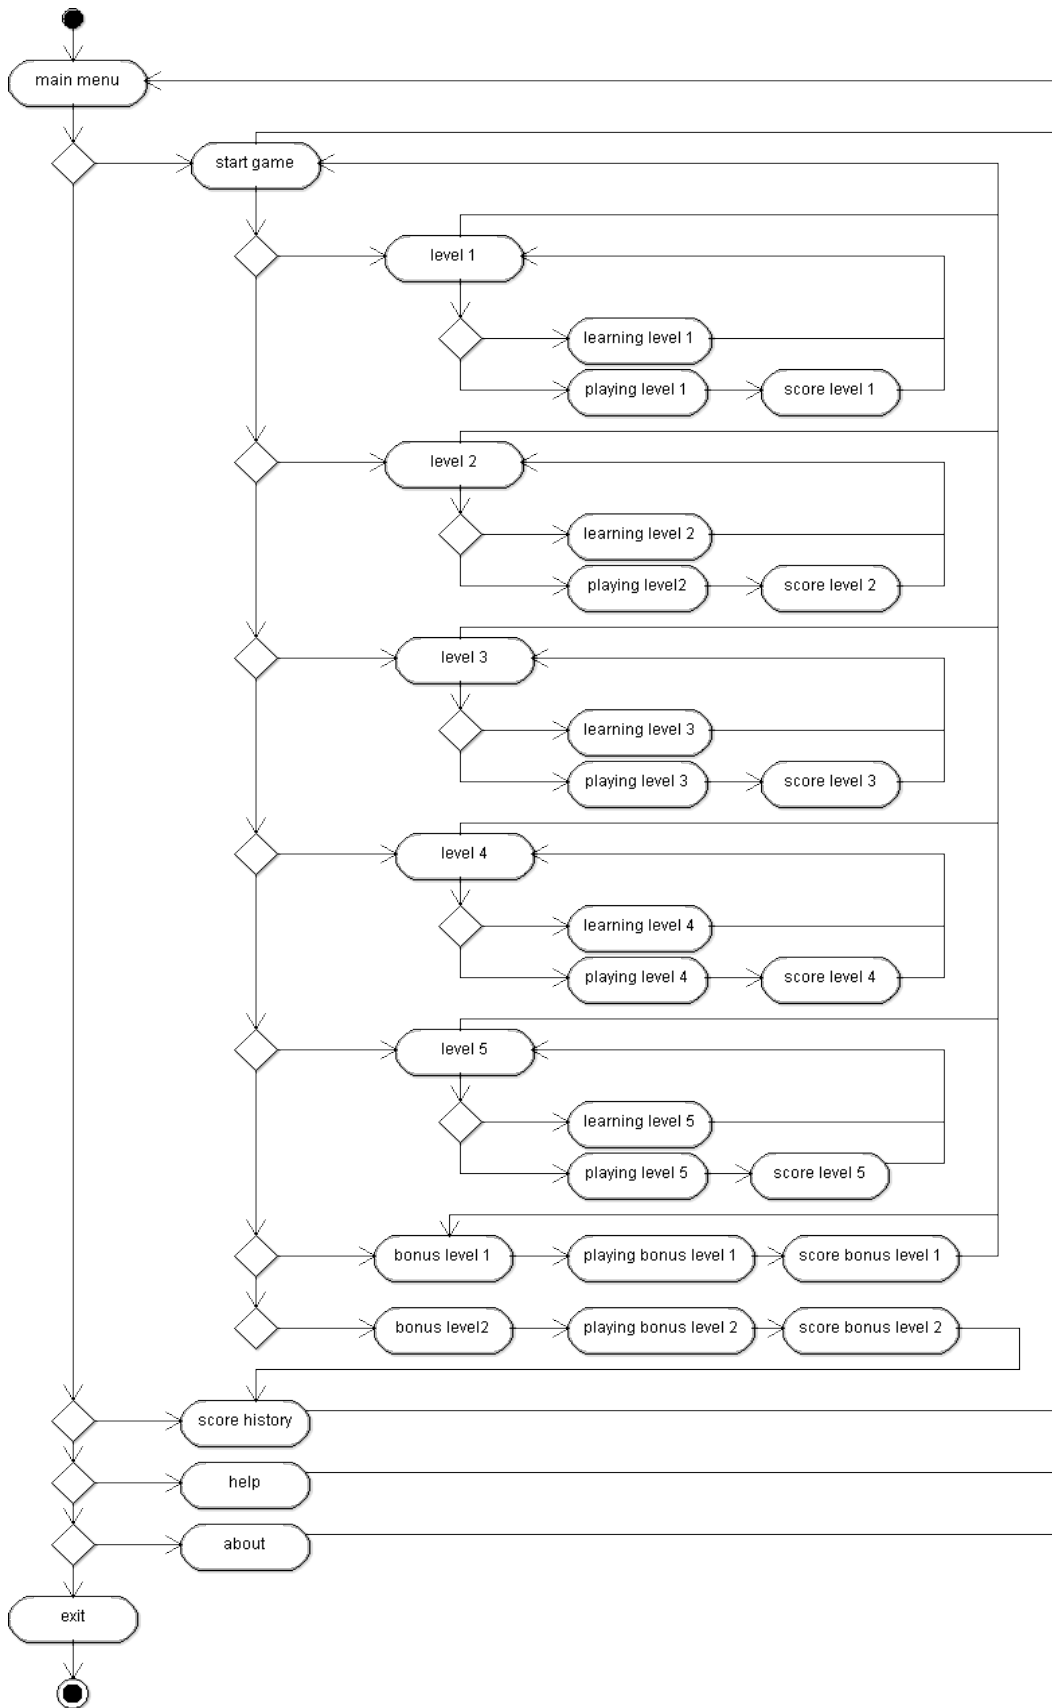 main menu
start game
level 1
learning level 1
playing level 1
score level 1
level 2
learning level 2
playing level2
score level 2
level 3
learning level 3
playing level 3
score level 3
level 4
learning level 4
playing level 4
score level 4
level 5
learning level 5
playing level 5
score level 5
bonus level 1
playing bonus level 1
score bonus level 1
bonus level2
playing bonus level 2
score bonus level 2
score history
help
about
exit